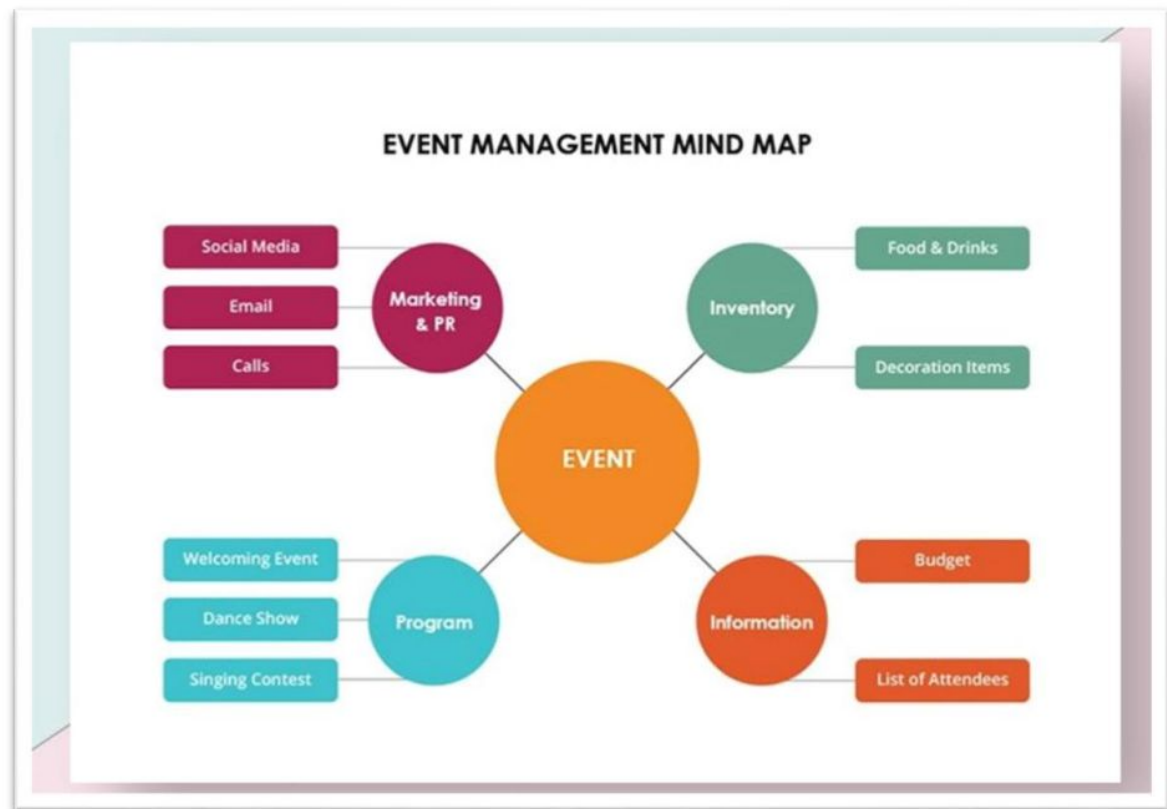 EVENT MANAGEMENT MIND MAP
Social Media
Email
Calls
Marketing
& PR
Inventory
Food & Drinks
Decoration Items
EVENT
Welcoming Event
Dance Show
Singing Contest
Program
Information
Budget
List of Attendees